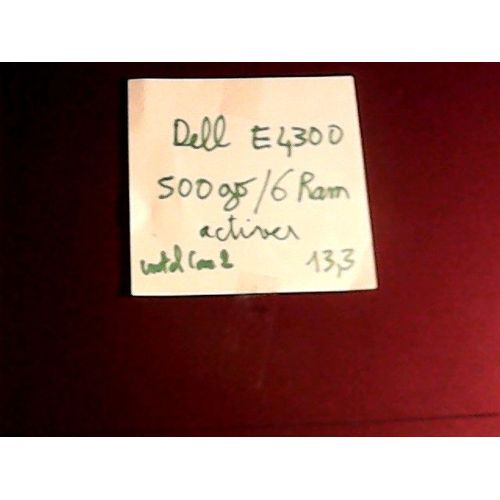 Dell E4300
500go/6 Ram
activer
intel Core 2 13,3